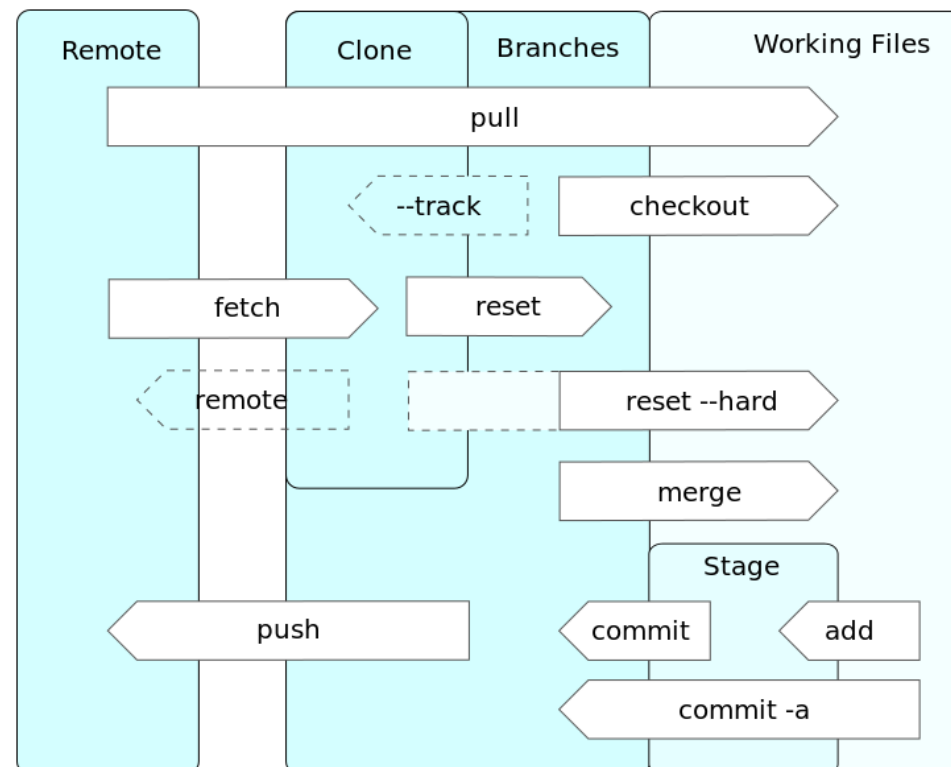 Remote
Clone
Branches
Working Files
pull
--track
checkout
fetch
reset
remote
reset --hard
merge
Stage
push
commit
add
commit -a